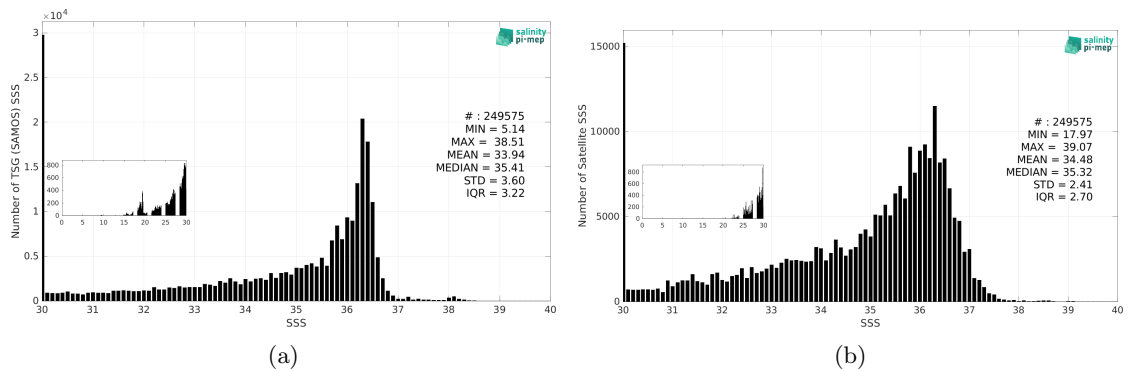 ×10⁴
3
2.5
2
1.5
1
0.5
0
30 31 32 33 34 35 36 37 38 39 40
SSS
Number of TSG (SAMOS) SSS
salinity
pi-mep
# : 249575
MIN = 5.14
MAX = 38.51
MEAN = 33.94
MEDIAN = 35.41
STD = 3.60
IQR = 3.22
800
600
400
200
0
0 5 10 15 20 25 30
(a)
15000
10000
5000
0
30 31 32 33 34 35 36 37 38 39 40
SSS
Number of Satellite SSS
salinity
pi-mep
# : 249575
MIN = 17.97
MAX = 39.07
MEAN = 34.48
MEDIAN = 35.32
STD = 2.41
IQR = 2.70
800
600
400
200
0
0 5 10 15 20 25 30
(b)